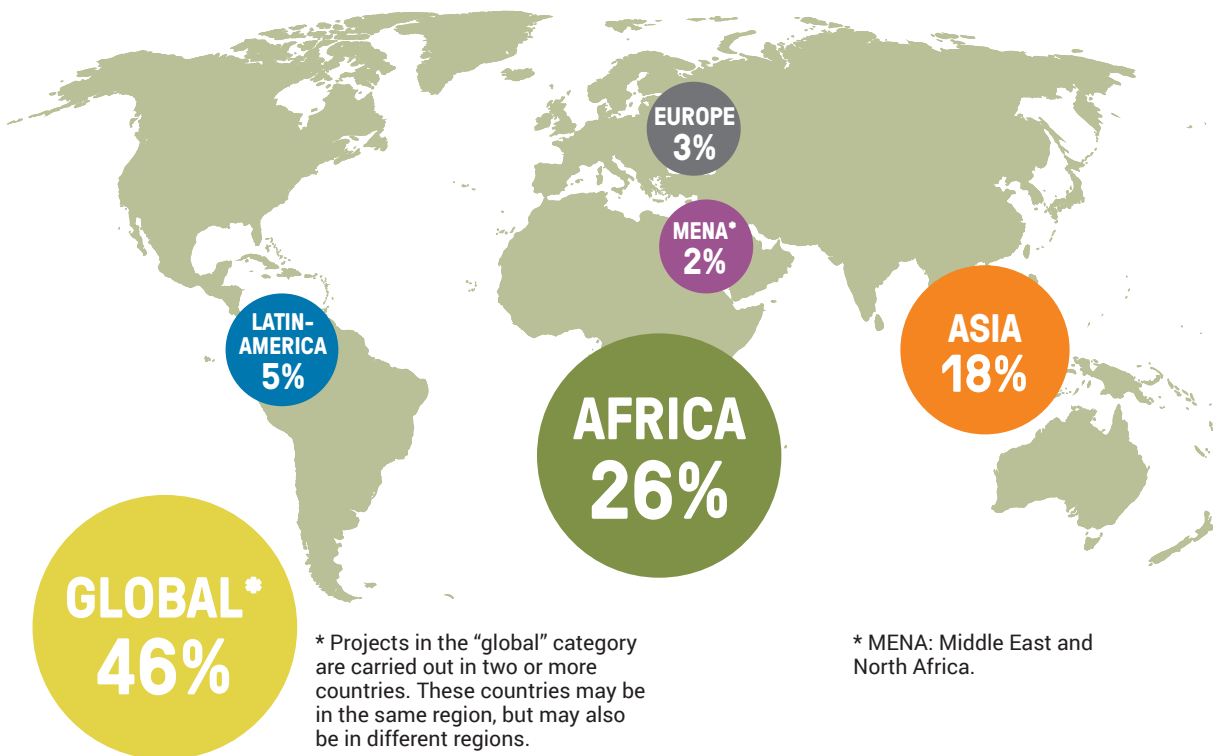 EUROPE
3%
MENA*
2%
LATIN-
AMERICA
5%
ASIA
18%
AFRICA
26%
GLOBAL*
46%
* Projects in the “global” category
are carried out in two or more
countries. These countries may be
in the same region, but may also
be in different regions.
* MENA: Middle East and
North Africa.